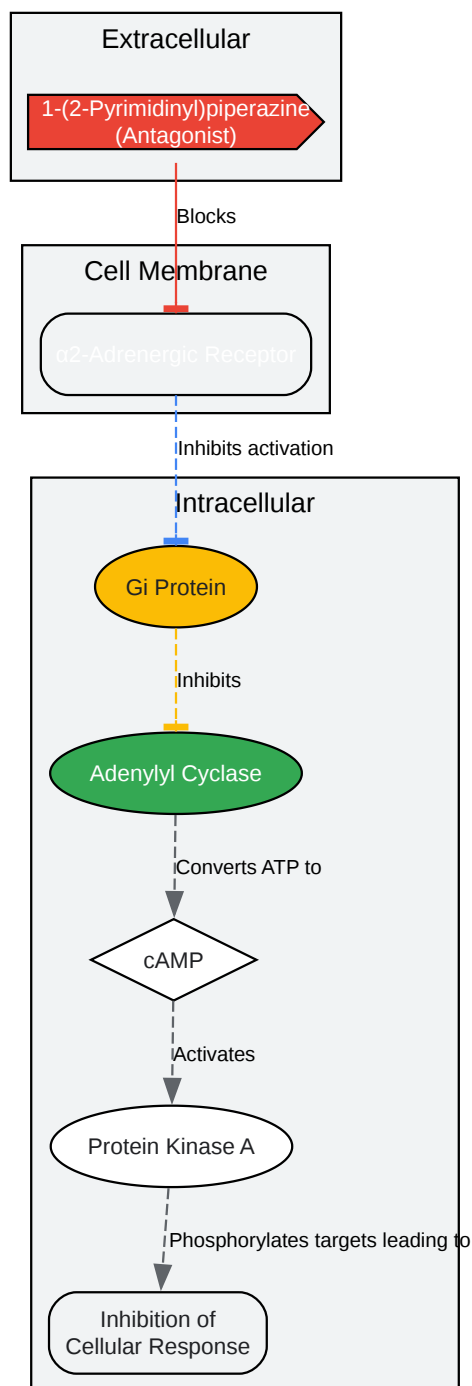 Extracellular
1-(2-Pyrimidinyl)piperazine
(Antagonist)
Blocks
Cell Membrane
α2-Adrenergic Receptor
Inhibits activation
Intracellular
Gi Protein
Inhibits
Adenylyl Cyclase
Converts ATP to
cAMP
Activates
Protein Kinase A
Phosphorylates targets leading to
Inhibition of
Cellular Response